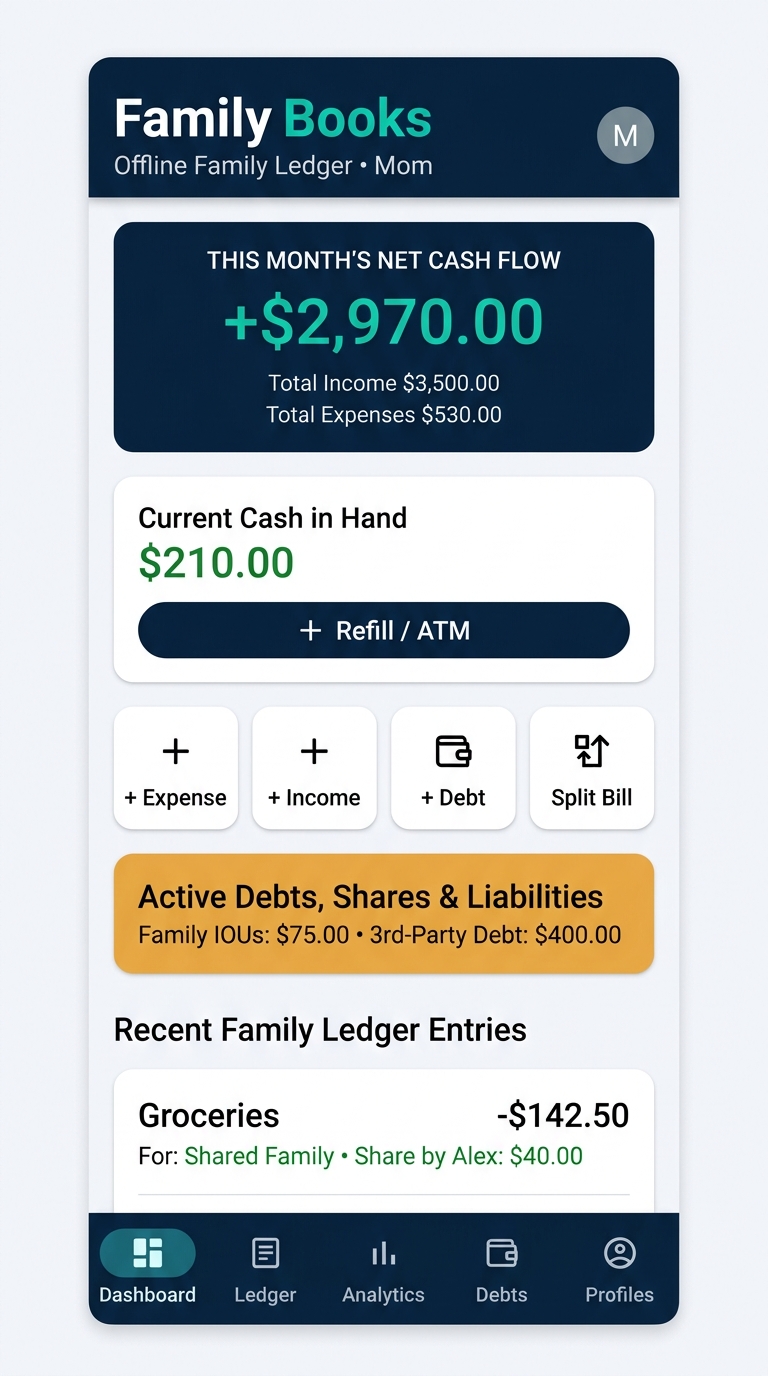 Family Books
Offline Family Ledger • Mom
M
THIS MONTH'S NET CASH FLOW
+$2,970.00
Total Income $3,500.00
Total Expenses $530.00
Current Cash in Hand
$210.00
+ Refill / ATM
+ Expense
+ Income
+ Debt
Split Bill
Active Debts, Shares & Liabilities
Family IOUs: $75.00 • 3rd-Party Debt: $400.00
Recent Family Ledger Entries
Groceries -$142.50
For: Shared Family • Share by Alex: $40.00
Dashboard
Ledger
Analytics
Debts
Profiles